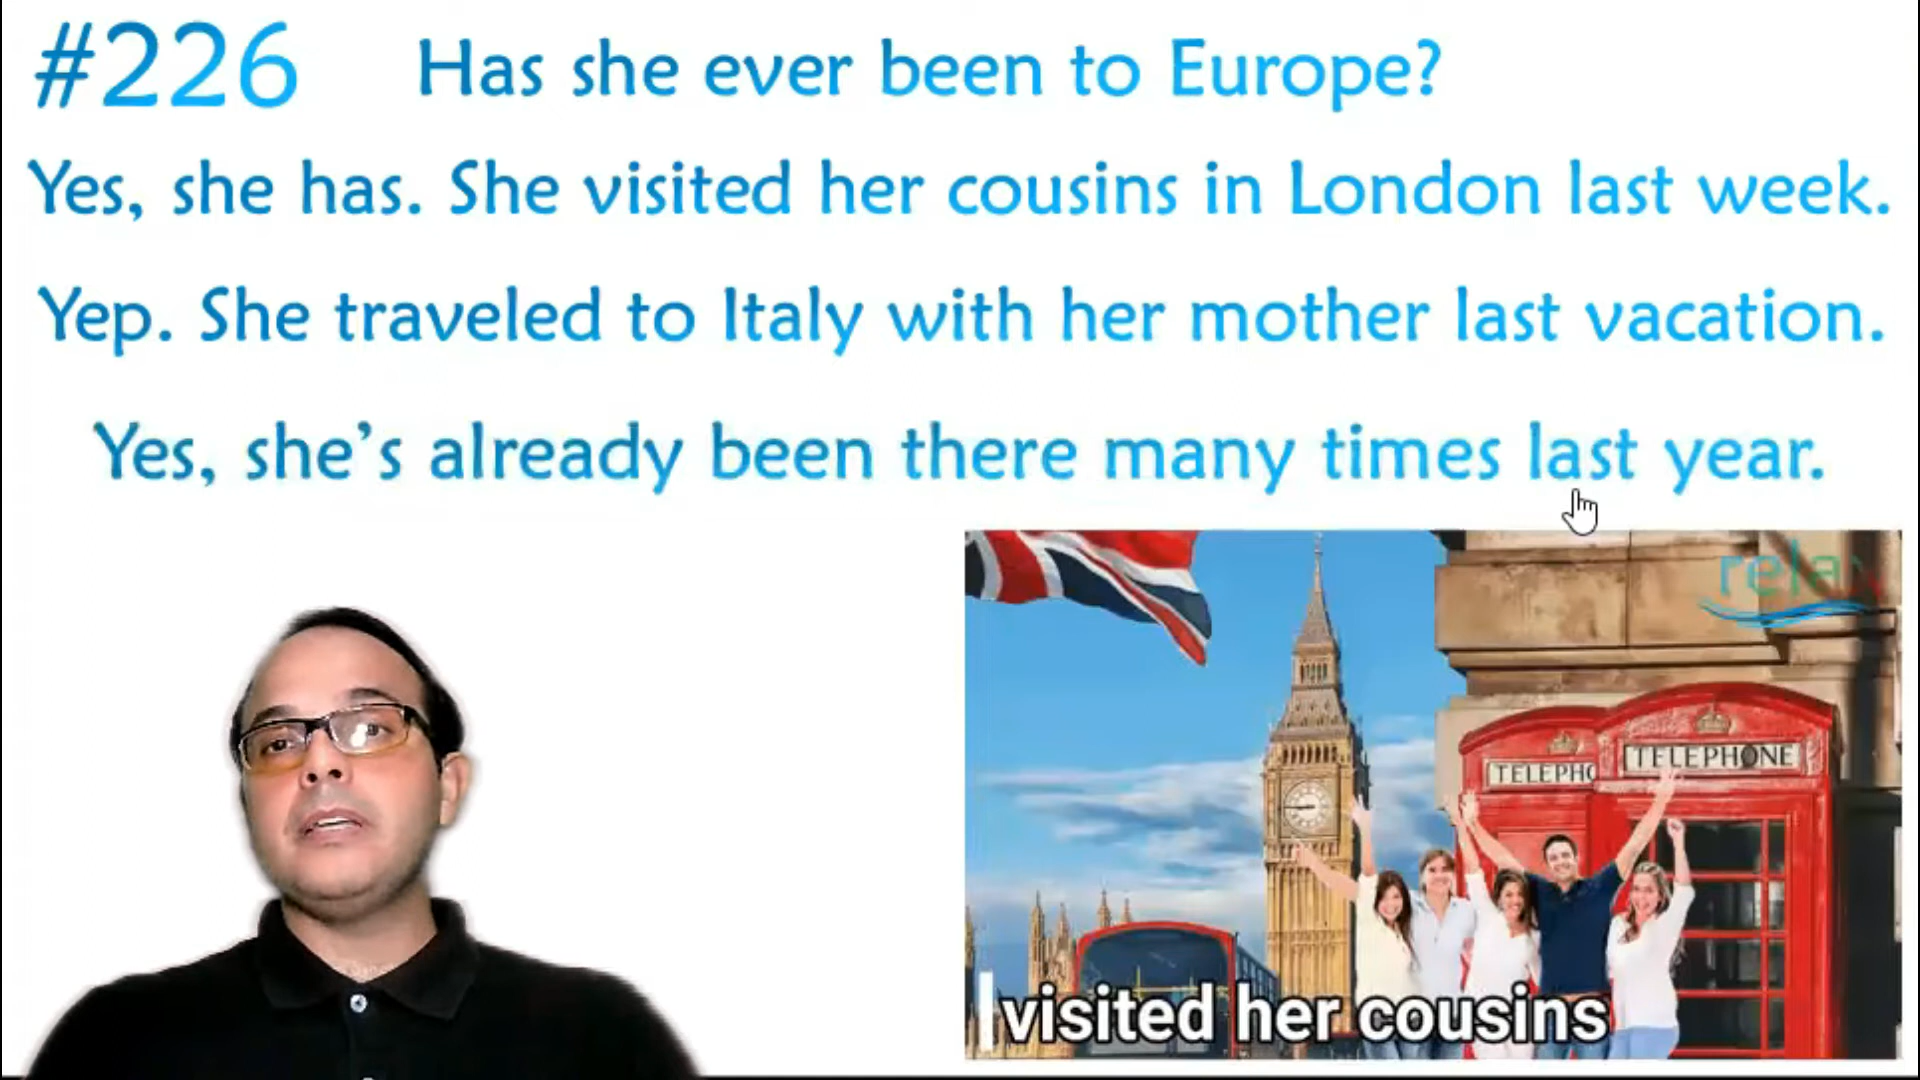 #226 Has she ever been to Europe?
Yes, she has. She visited her cousins in London last week.
Yep. She traveled to Italy with her mother last vacation.
Yes, she's already been there many times last year.
relax
TELEPHO
TELEPHONE
visited her cousins